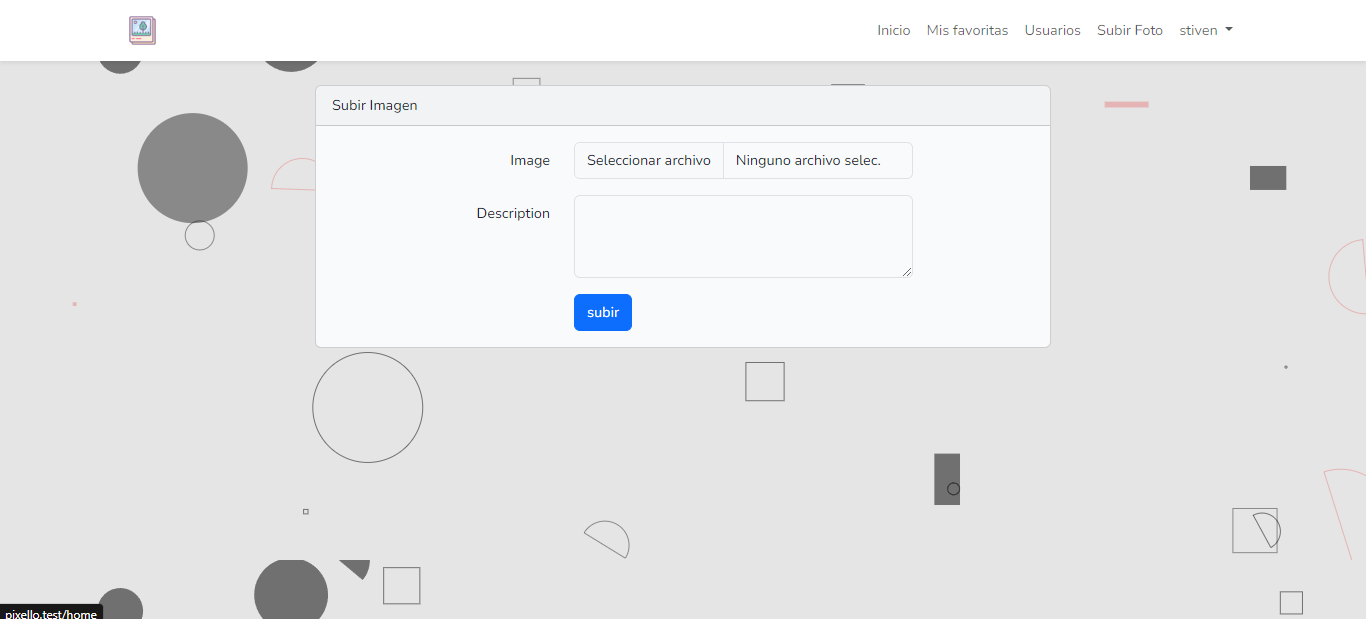 Inicio Mis favoritas Usuarios Subir Foto stiven
Subir Imagen
Image Seleccionar archivo Ninguno archivo selec.
Description
subir
pixello.test/home